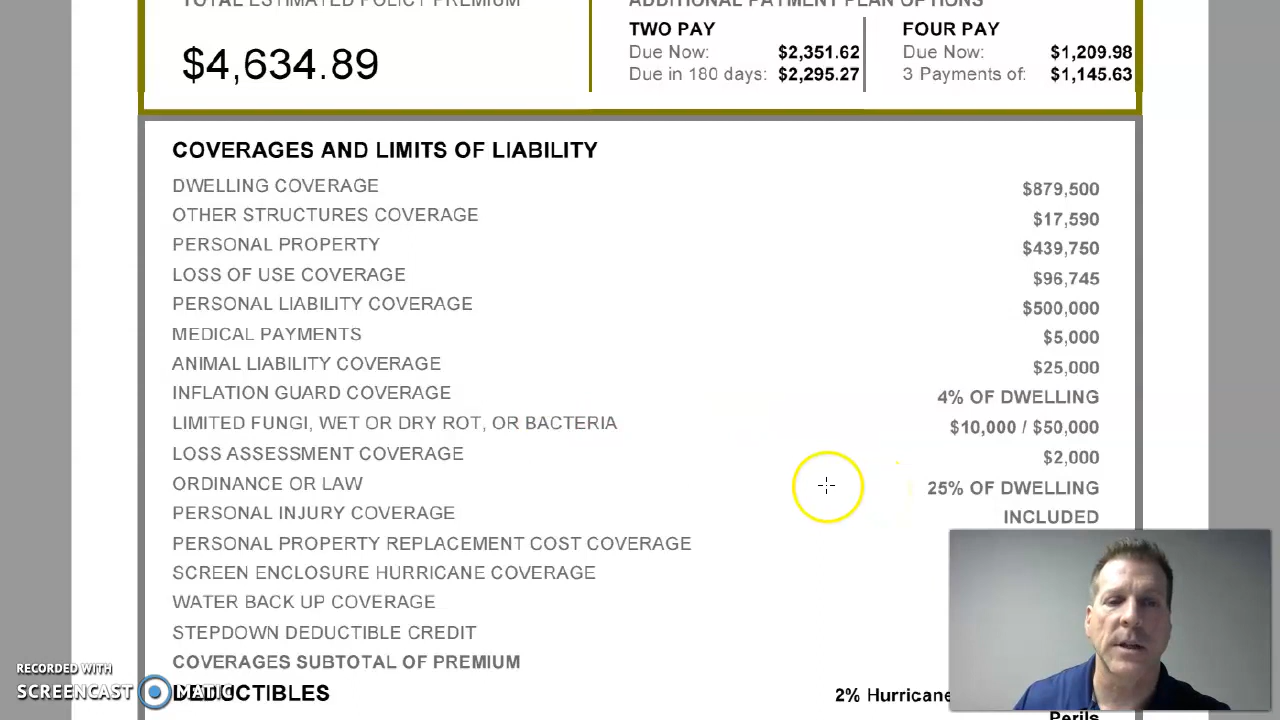 TOTAL ESTIMATED POLICY PREMIUM
$4,634.89
ADDITIONAL PAYMENT PLAN OPTIONS
TWO PAY
Due Now: $2,351.62
Due in 180 days: $2,295.27
FOUR PAY
Due Now: $1,209.98
3 Payments of: $1,145.63
COVERAGES AND LIMITS OF LIABILITY
DWELLING COVERAGE $879,500
OTHER STRUCTURES COVERAGE $17,590
PERSONAL PROPERTY $439,750
LOSS OF USE COVERAGE $96,745
PERSONAL LIABILITY COVERAGE $500,000
MEDICAL PAYMENTS $5,000
ANIMAL LIABILITY COVERAGE $25,000
INFLATION GUARD COVERAGE 4% OF DWELLING
LIMITED FUNGI, WET OR DRY ROT, OR BACTERIA $10,000 / $50,000
LOSS ASSESSMENT COVERAGE $2,000
ORDINANCE OR LAW 25% OF DWELLING
PERSONAL INJURY COVERAGE INCLUDED
PERSONAL PROPERTY REPLACEMENT COST COVERAGE
SCREEN ENCLOSURE HURRICANE COVERAGE
WATER BACK UP COVERAGE
STEPDOWN DEDUCTIBLE CREDIT
COVERAGES SUBTOTAL OF PREMIUM
DEDUCTIBLES 2% Hurricane
Perils
RECORDED WITH
SCREENCAST MATIC